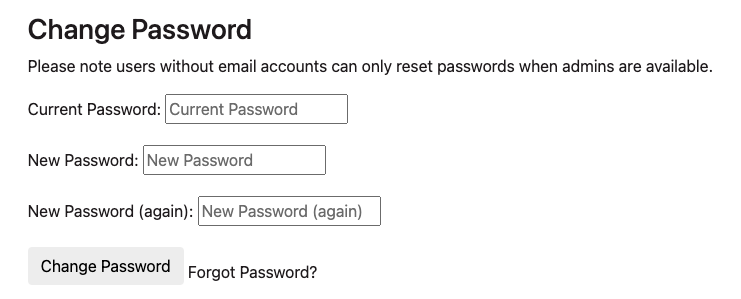 Change Password
Please note users without email accounts can only reset passwords when admins are available.
Current Password: Current Password
New Password: New Password
New Password (again): New Password (again)
Change Password Forgot Password?